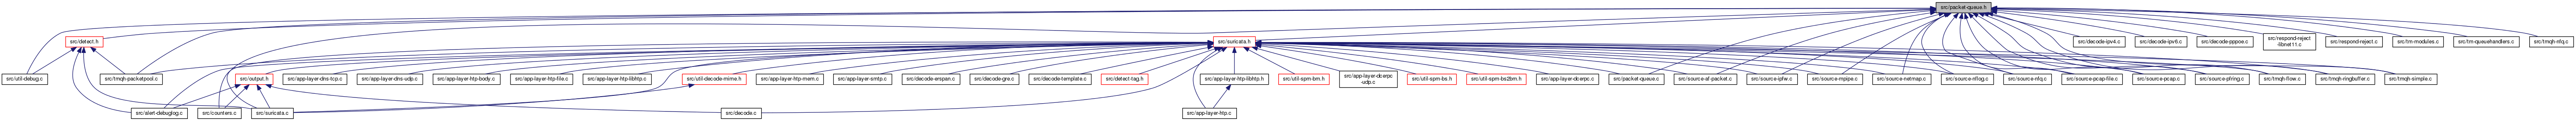 src/packet-queue.h
src/detect.h
src/suricata.h
src/decode-ipv4.c
src/decode-ipv6.c
src/decode-pppoe.c
src/respond-reject
-libnet11.c
src/respond-reject.c
src/tm-modules.c
src/tm-queuehandlers.c
src/tmqh-nfq.c
src/util-debug.c
src/tmqh-packetpool.c
src/output.h
src/app-layer-dns-tcp.c
src/app-layer-dns-udp.c
src/app-layer-htp-body.c
src/app-layer-htp-file.c
src/app-layer-htp-libhtp.c
src/util-decode-mime.h
src/app-layer-htp-mem.c
src/app-layer-smtp.c
src/decode-erspan.c
src/decode-gre.c
src/decode-template.c
src/detect-tag.h
src/app-layer-htp-libhtp.h
src/util-spm-bm.h
src/app-layer-dcerpc
-udp.c
src/util-spm-bs.h
src/util-spm-bs2bm.h
src/app-layer-dcerpc.c
src/packet-queue.c
src/source-af-packet.c
src/source-ipfw.c
src/source-mpipe.c
src/source-netmap.c
src/source-nflog.c
src/source-nfq.c
src/source-pcap-file.c
src/source-pcap.c
src/source-pfring.c
src/tmqh-flow.c
src/tmqh-ringbuffer.c
src/tmqh-simple.c
src/alert-debuglog.c
src/counters.c
src/suricata.c
src/decode.c
src/app-layer-htp.c